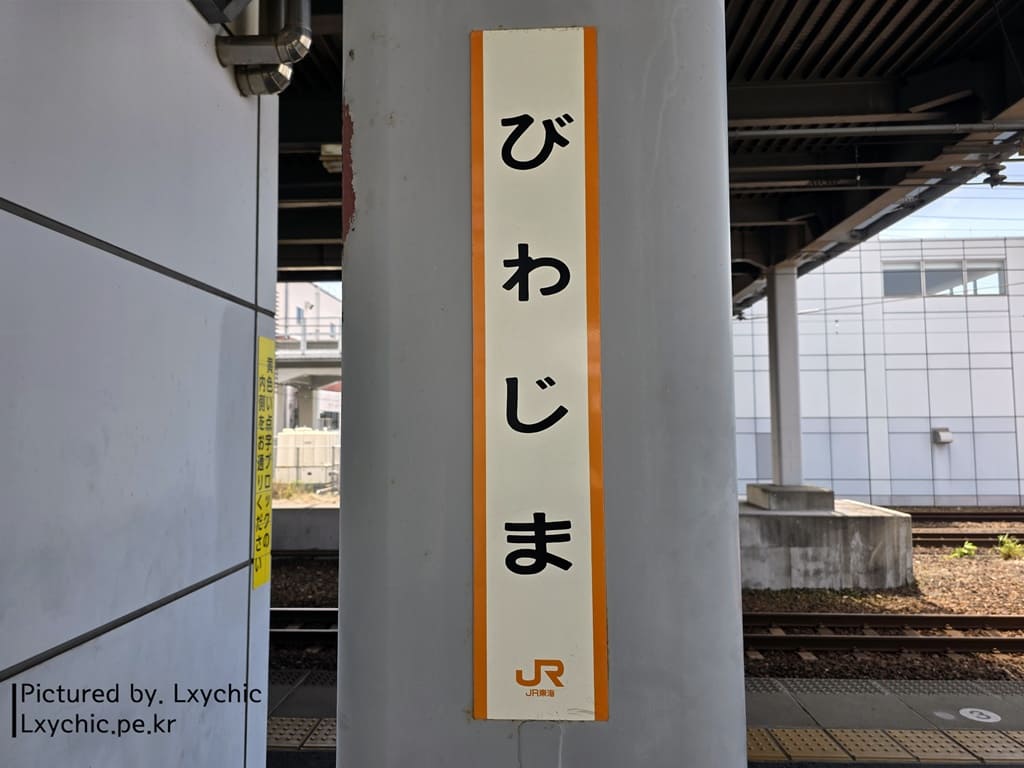 びわじま
JR
JR東海
黄色い点字ブロックの
内側をお通りください
Pictured by. Lxychic
Lxychic.pe.kr